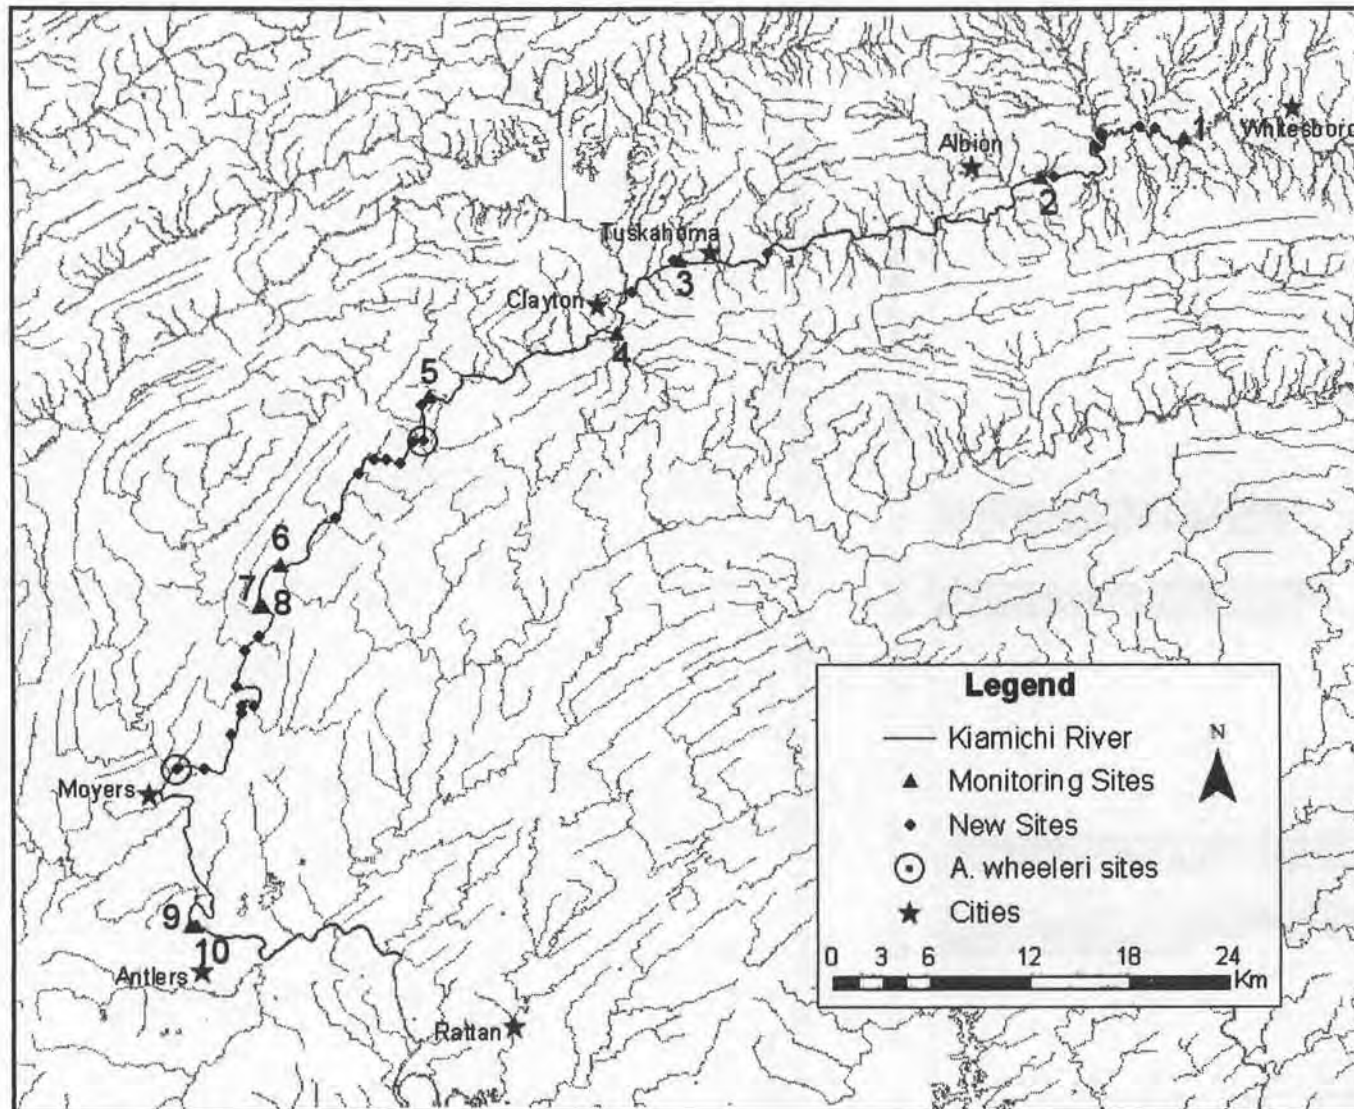 1
Whitesboro
Albion
2
Tuskahoma
3
Clayton
4
5
6
7
8
Legend
N
Kiamichi River
Monitoring Sites
New Sites
A. wheeleri sites
Cities
0 3 6 12 18 24
Km
Moyers
9
10
Antlers
Rattan